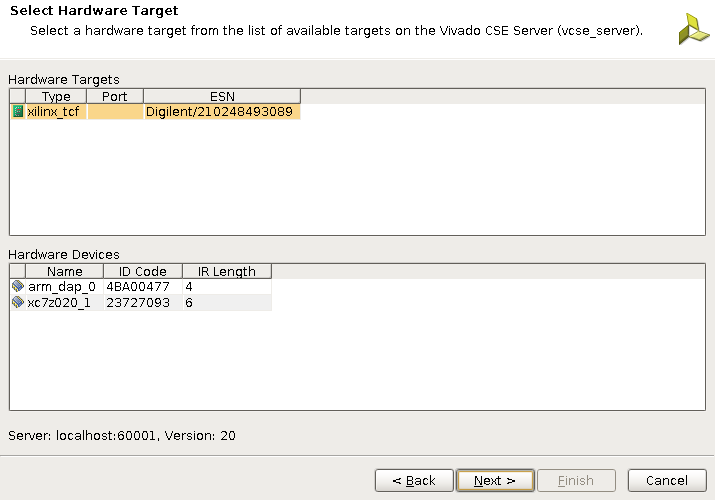 Select Hardware Target
Select a hardware target from the list of available targets on the Vivado CSE Server (vcse_server).
Hardware Targets
Type Port ESN
xilinx_tcf Digilent/210248493089
Hardware Devices
Name ID Code IR Length
arm_dap_0 4BA00477 4
xc7z020_1 23727093 6
Server: localhost:60001, Version: 20
< Back Next > Finish Cancel